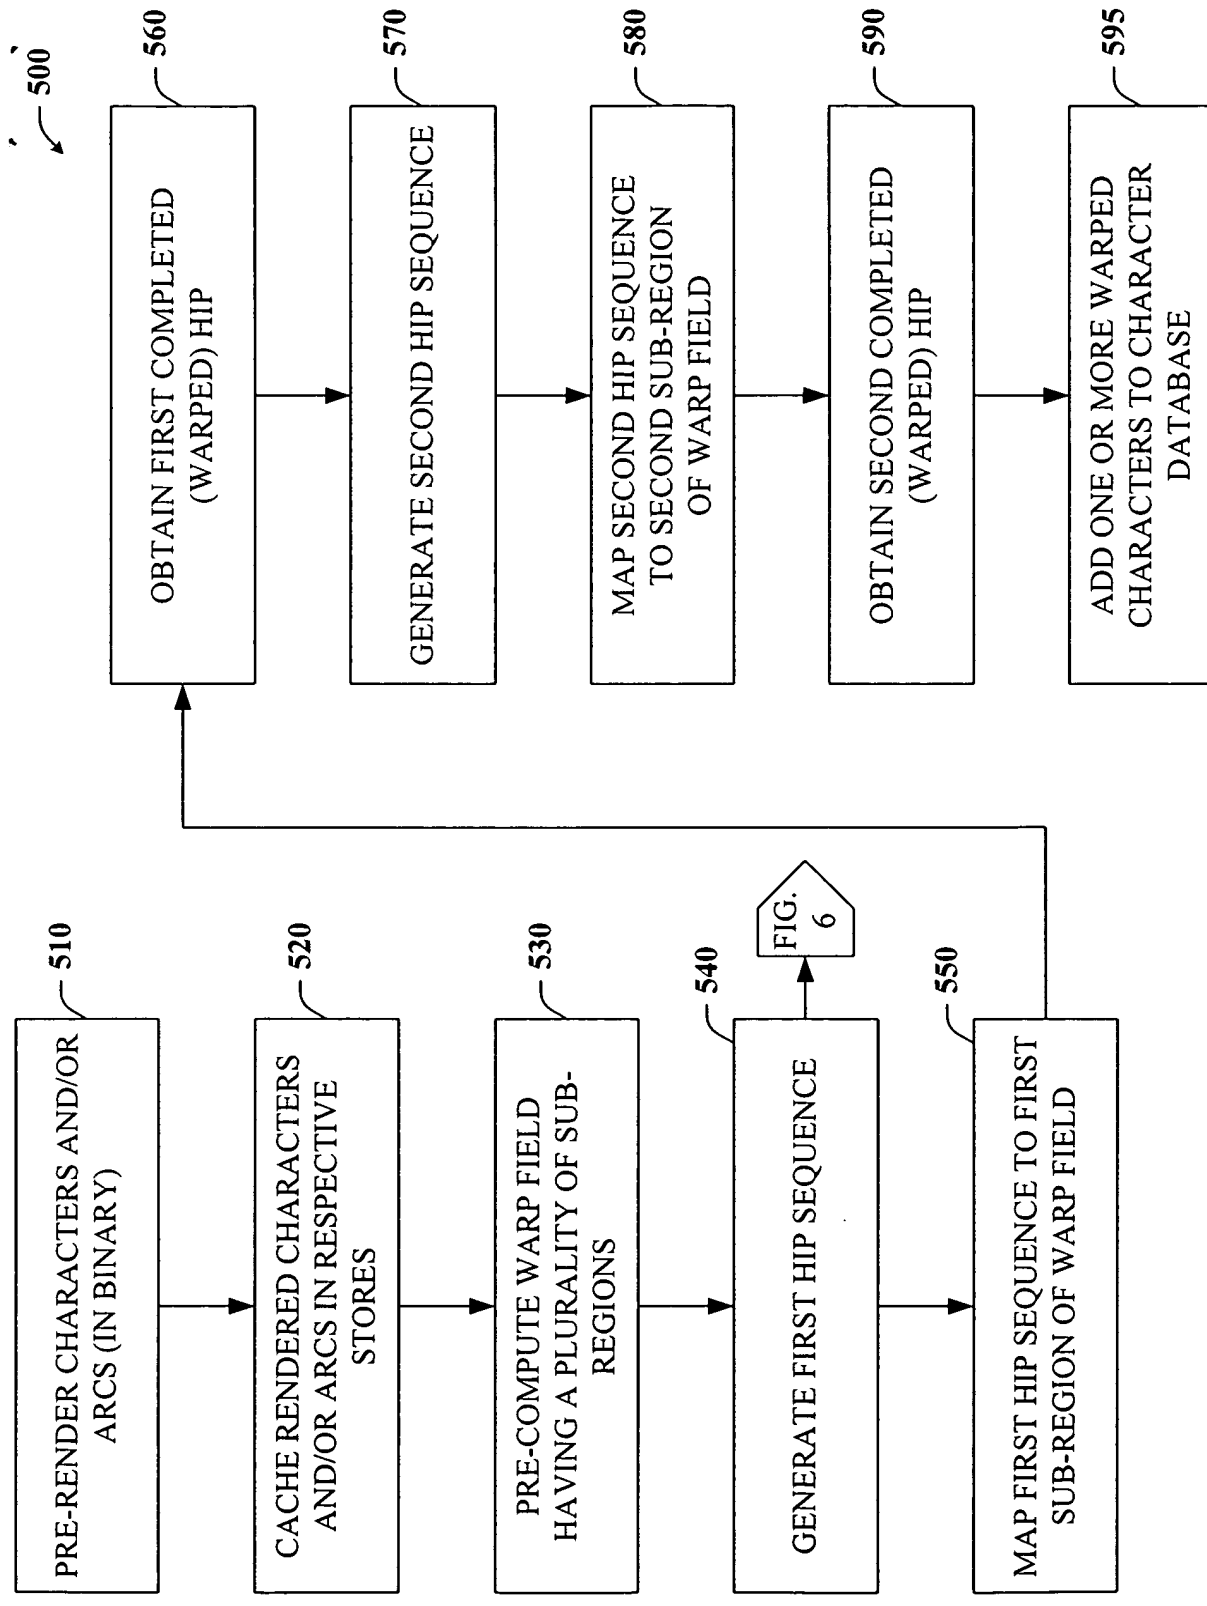 500
PRE-RENDER CHARACTERS AND/OR
ARCS (IN BINARY)
510
CACHE RENDERED CHARACTERS
AND/OR ARCS IN RESPECTIVE
STORES
520
PRE-COMPUTE WARP FIELD
HAVING A PLURALITY OF SUB-
REGIONS
530
GENERATE FIRST HIP SEQUENCE
540
FIG.
6
MAP FIRST HIP SEQUENCE TO FIRST
SUB-REGION OF WARP FIELD
550
OBTAIN FIRST COMPLETED
(WARPED) HIP
560
GENERATE SECOND HIP SEQUENCE
570
MAP SECOND HIP SEQUENCE
TO SECOND SUB-REGION
OF WARP FIELD
580
OBTAIN SECOND COMPLETED
(WARPED) HIP
590
ADD ONE OR MORE WARPED
CHARACTERS TO CHARACTER
DATABASE
595